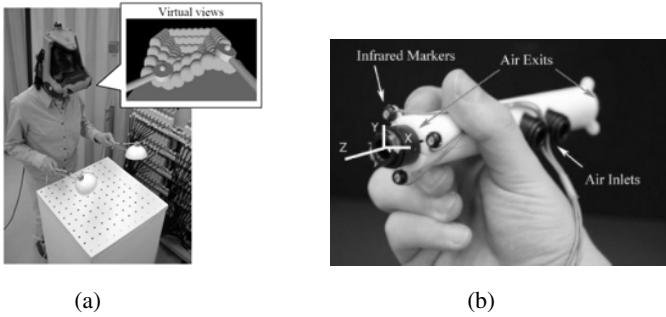 Virtual views
Infrared Markers
Air Exits
Y
X
Z
Air Inlets
(a)
(b)